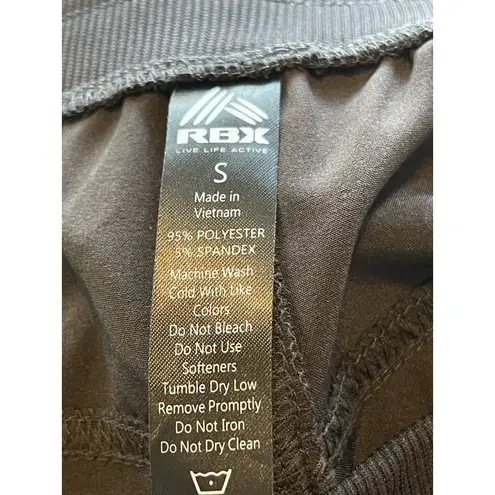 RBX
LIVE LIFE ACTIVE
S
Made in
Vietnam
95% POLYESTER
5% SPANDEX
Machine Wash
Cold With Like
Colors
Do Not Bleach
Do Not Use
Softeners
Tumble Dry Low
Remove Promptly
Do Not Iron
Do Not Dry Clean